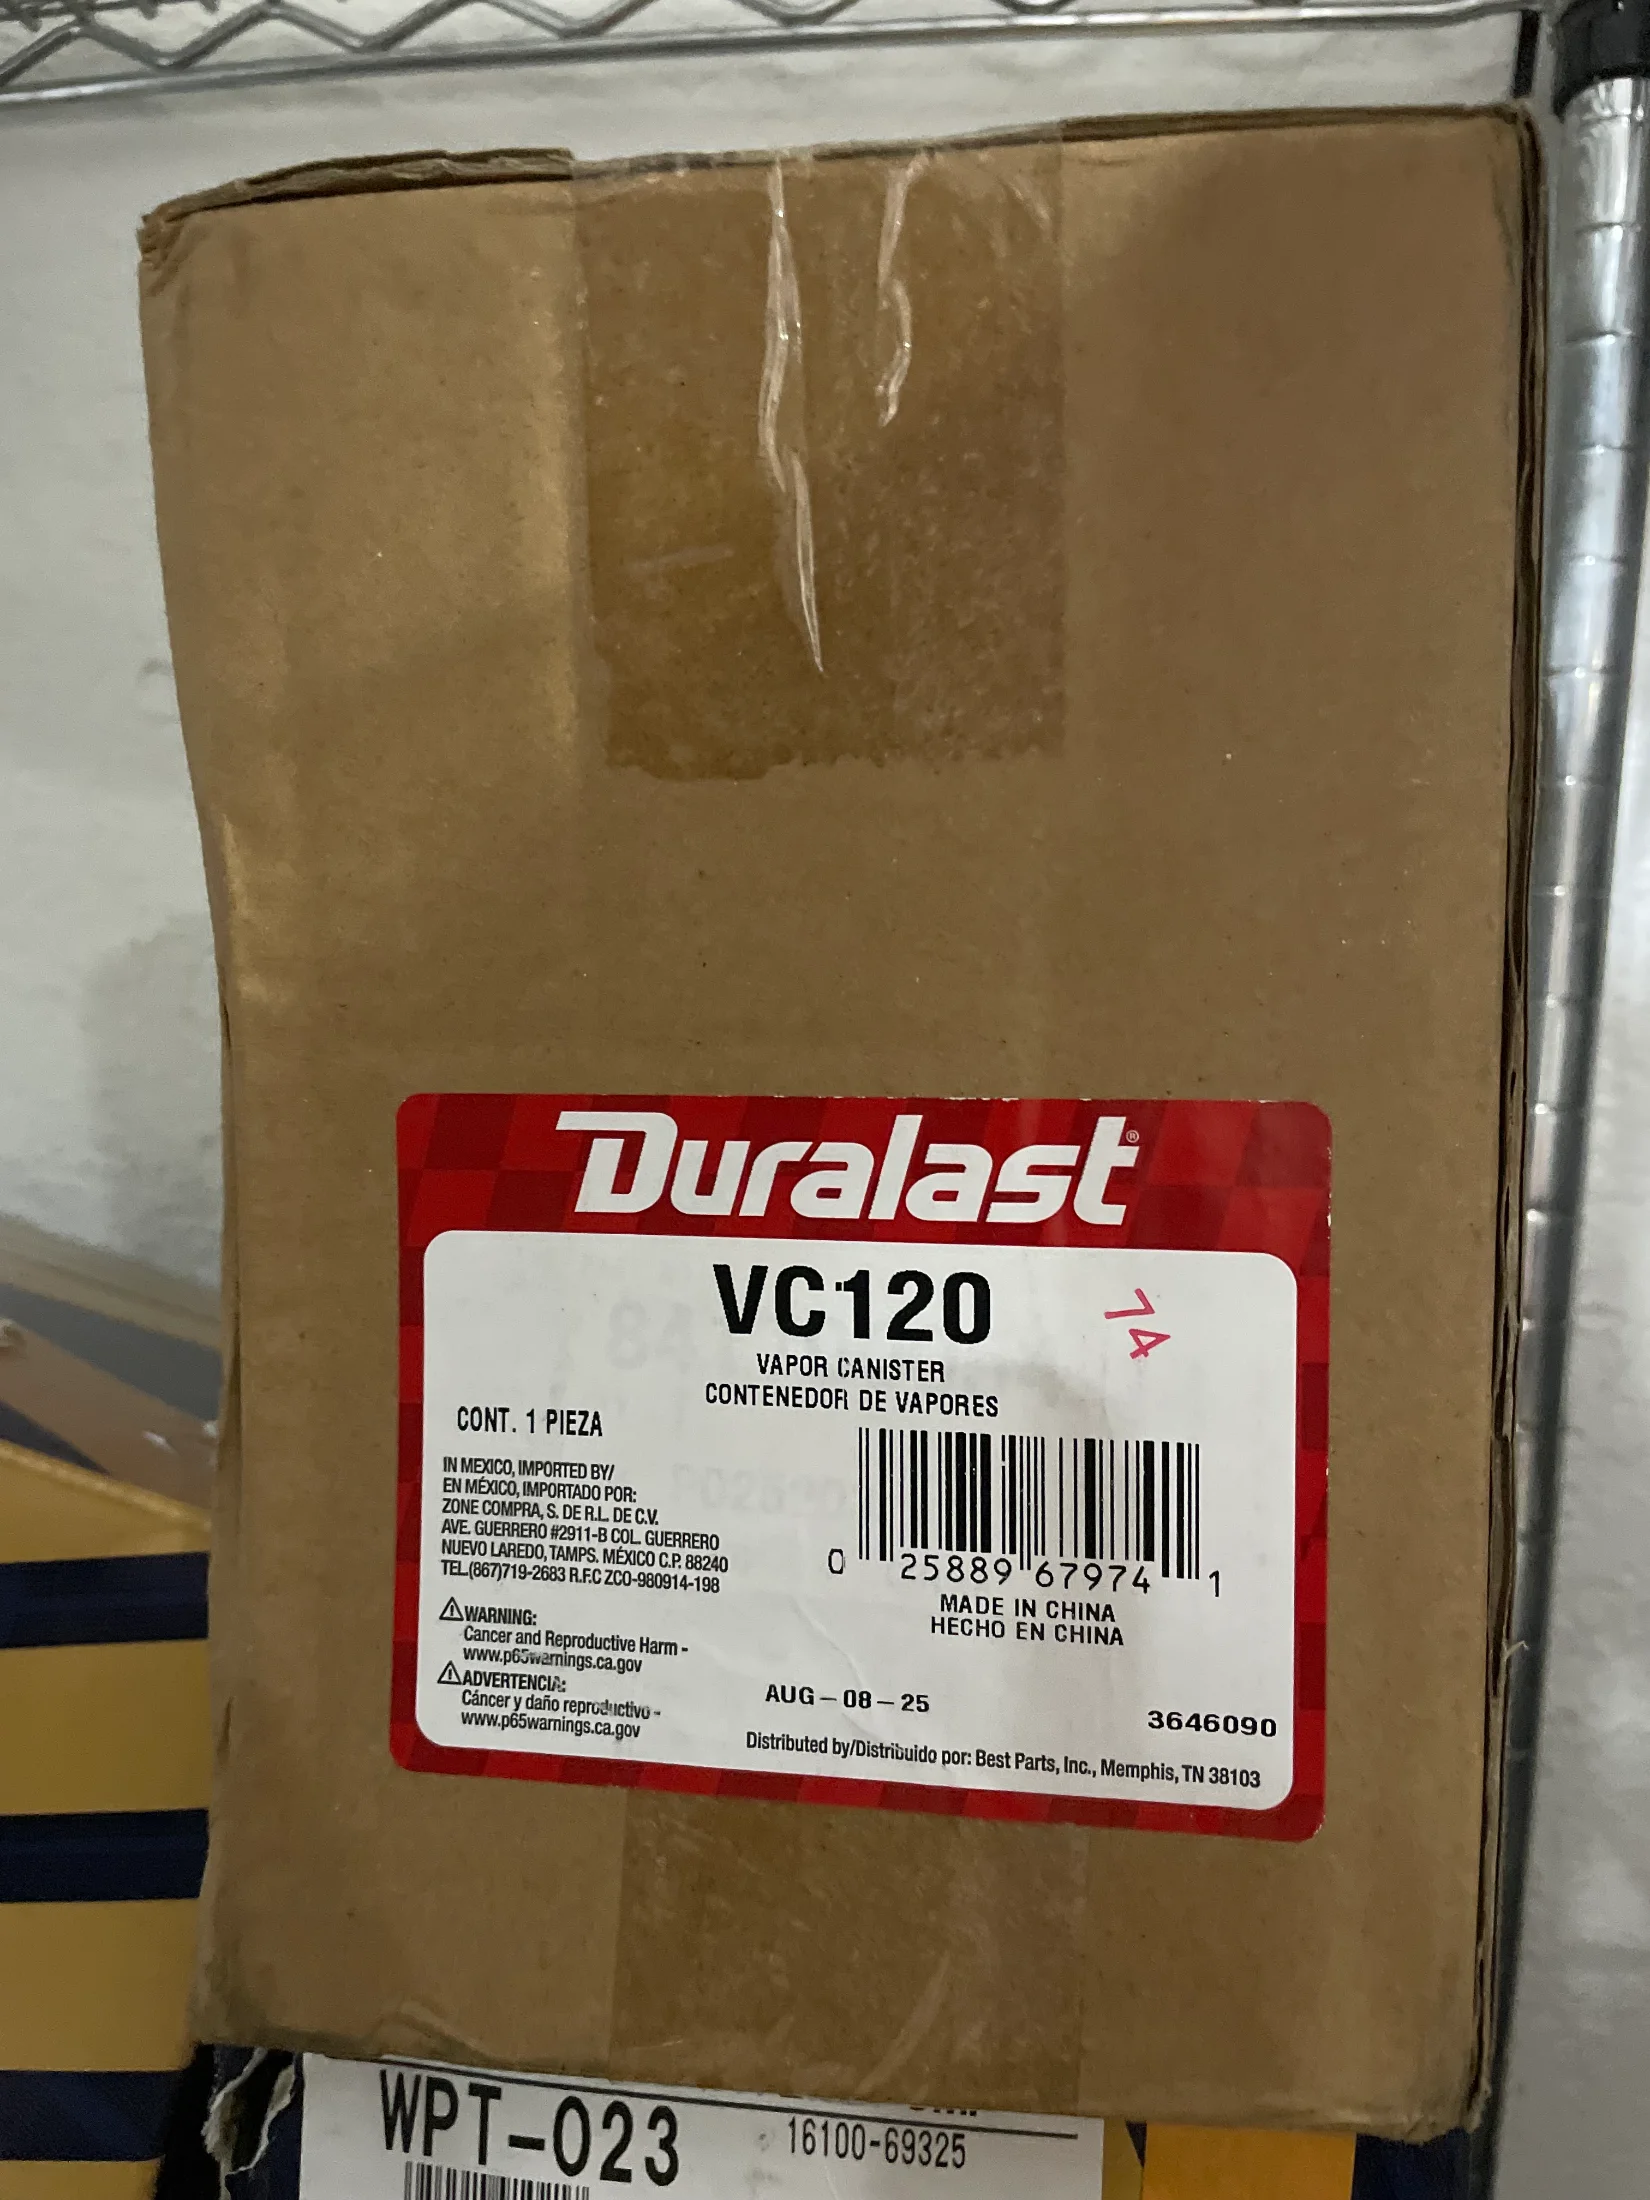 Duralast®
VC120
74
VAPOR CANISTER
CONTENEDOR DE VAPORES
CONT. 1 PIEZA
IN MEXICO, IMPORTED BY/
EN MÉXICO, IMPORTADO POR:
ZONE COMPRA, S. DE R.L. DE C.V.
AVE. GUERRERO #2911-B COL. GUERRERO
NUEVO LAREDO, TAMPS. MÉXICO C.P. 88240
TEL.(867)719-2683 R.F.C ZCO-980914-198
0 25889 67974 1
MADE IN CHINA
HECHO EN CHINA
⚠WARNING:
Cancer and Reproductive Harm -
www.p65warnings.ca.gov
⚠ADVERTENCIA:
Cáncer y daño reproductivo -
www.p65warnings.ca.gov
AUG-08-25
3646090
Distributed by/Distribuido por: Best Parts, Inc., Memphis, TN 38103
WPT-023
16100-69325